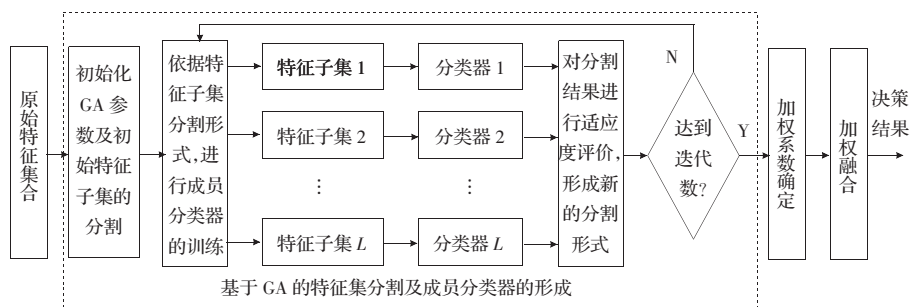 原始特征集合
初始化
GA 参
数及初
始特征
子集的
分割
依据特
征子集
分割形
式,进
行成员
分类器
的训练
特征子集 1
分类器 1
特征子集 2
分类器 2
⋮
⋮
特征子集 L
分类器 L
对分割
结果进
行适应
度评价,
形成新
的分割
形式
N
达到
迭代
数?
Y
加权系数确定
加权融合
决策
结果
基于 GA 的特征集分割及成员分类器的形成